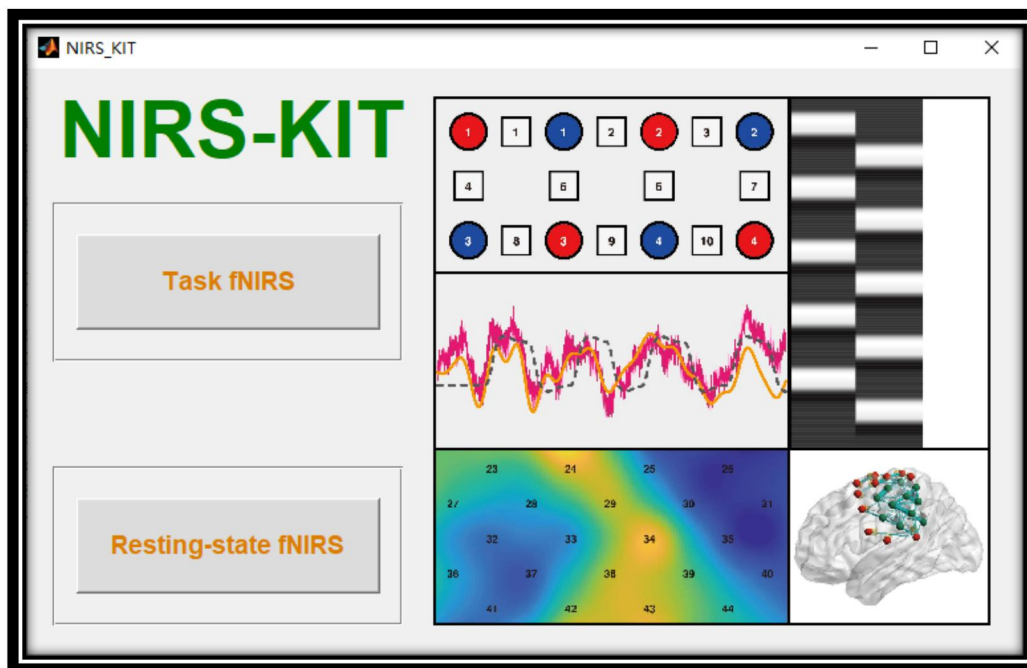 NIRS_KIT
NIRS-KIT
Task fNIRS
Resting-state fNIRS
1 1 1 2 2 3 2
4 5 6 7
3 8 3 9 4 10 4
23 24 25 26
27 28 29 30 31
32 33 34 35
36 37 38 39 40
41 42 43 44